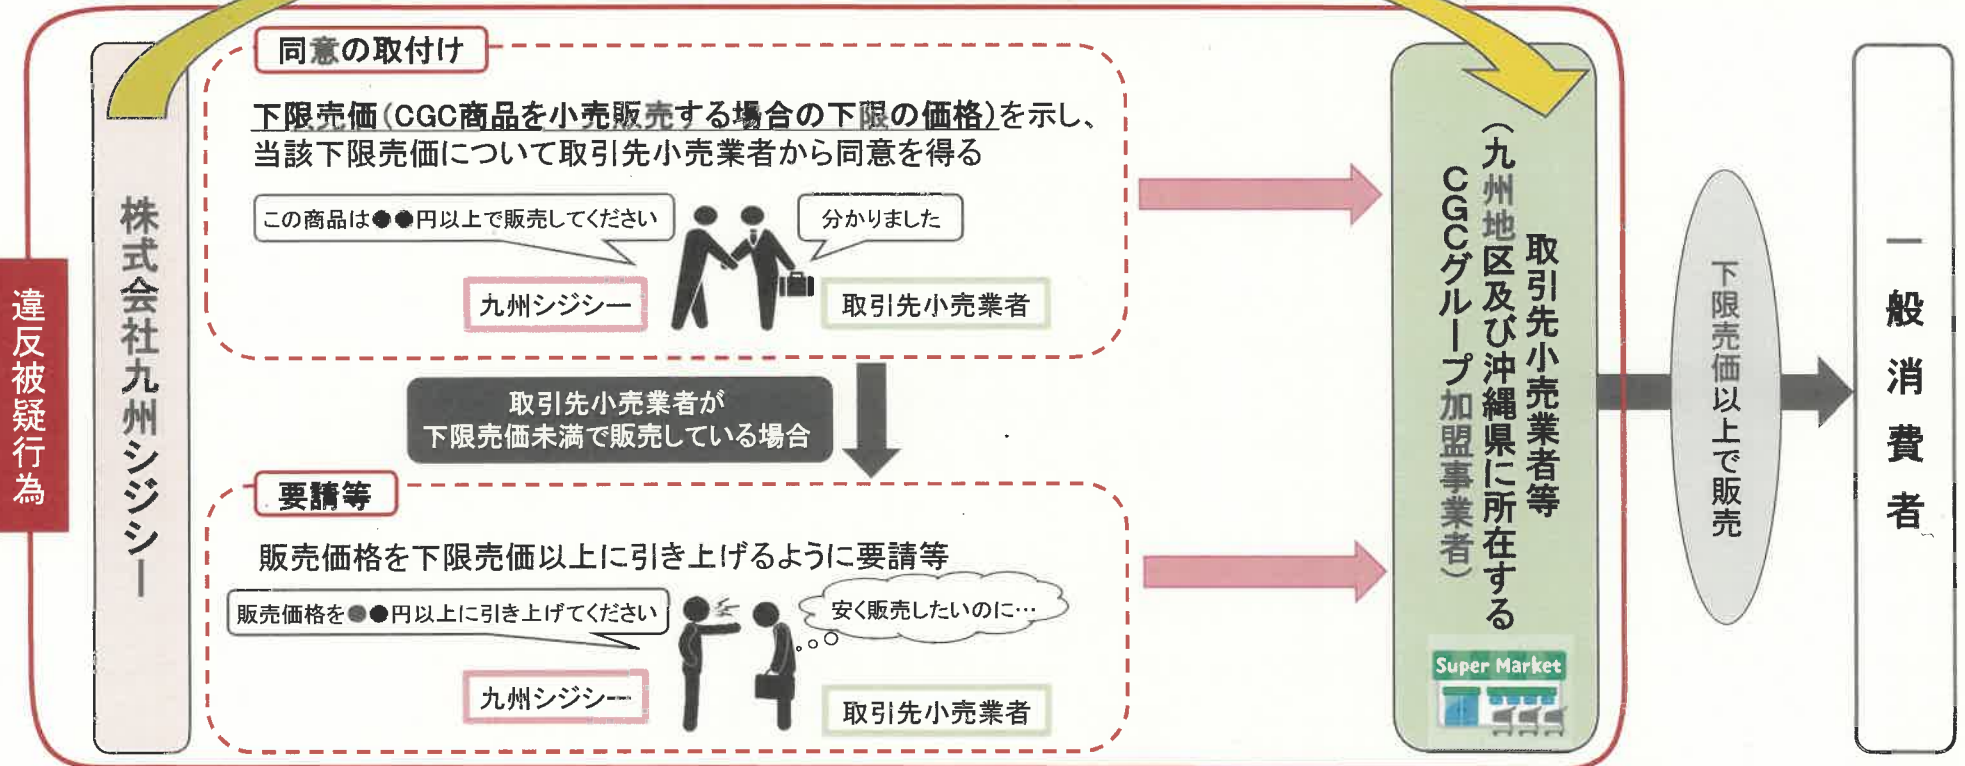 違反被疑行為
株式会社九州シジシー
同意の取付け
下限売価(CGC商品を小売販売する場合の下限の価格)を示し、
当該下限売価について取引先小売業者から同意を得る
この商品は●●円以上で販売してください
分かりました
九州シジシー
取引先小売業者
取引先小売業者が
下限売価未満で販売している場合
要請等
販売価格を下限売価以上に引き上げるように要請等
販売価格を●●円以上に引き上げてください
安く販売したいのに…
九州シジシー
取引先小売業者
取引先小売業者等
(九州地区及び沖縄県に所在する
CGCグループ加盟事業者)
Super Market
下限売価以上で販売
一般消費者